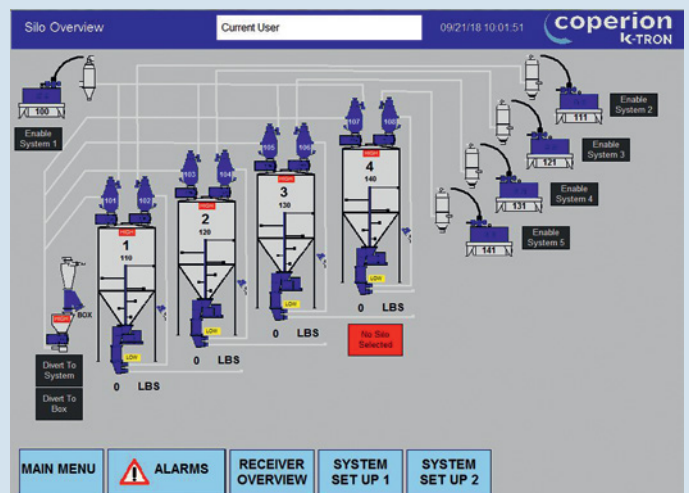 Silo Overview
Current User
09/21/18 10:01:51
coperion
K-TRON
100
Enable
System 1
111
Enable
System 2
121
Enable
System 3
131
Enable
System 4
141
Enable
System 5
101
102
HIGH
1
110
LOW
0 LBS
103
104
HIGH
2
120
LOW
0 LBS
105
106
HIGH
3
130
LOW
0 LBS
107
108
HIGH
4
140
LOW
0 LBS
No Silo
Selected
BOX
HIGH
Divert To
System
Divert To
Box
MAIN MENU
ALARMS
RECEIVER
OVERVIEW
SYSTEM
SET UP 1
SYSTEM
SET UP 2